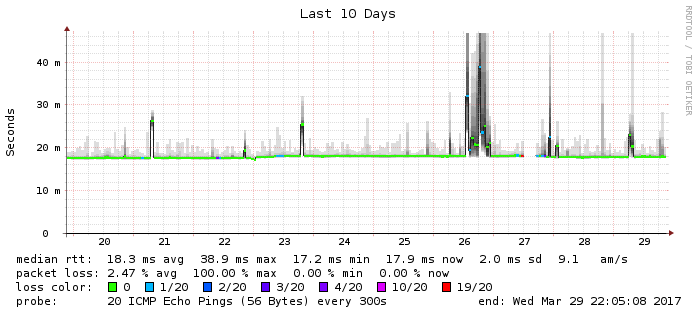 Last 10 Days
RRDTOOL / TOBI OETIKER
Seconds
40 m
30 m
20 m
10 m
0
20 21 22 23 24 25 26 27 28 29
median rtt: 18.3 ms avg 38.9 ms max 17.2 ms min 17.9 ms now 2.0 ms sd 9.1 am/s
packet loss: 2.47 % avg 100.00 % max 0.00 % min 0.00 % now
loss color: 0 1/20 2/20 3/20 4/20 10/20 19/20
probe: 20 ICMP Echo Pings (56 Bytes) every 300s end: Wed Mar 29 22:05:08 2017